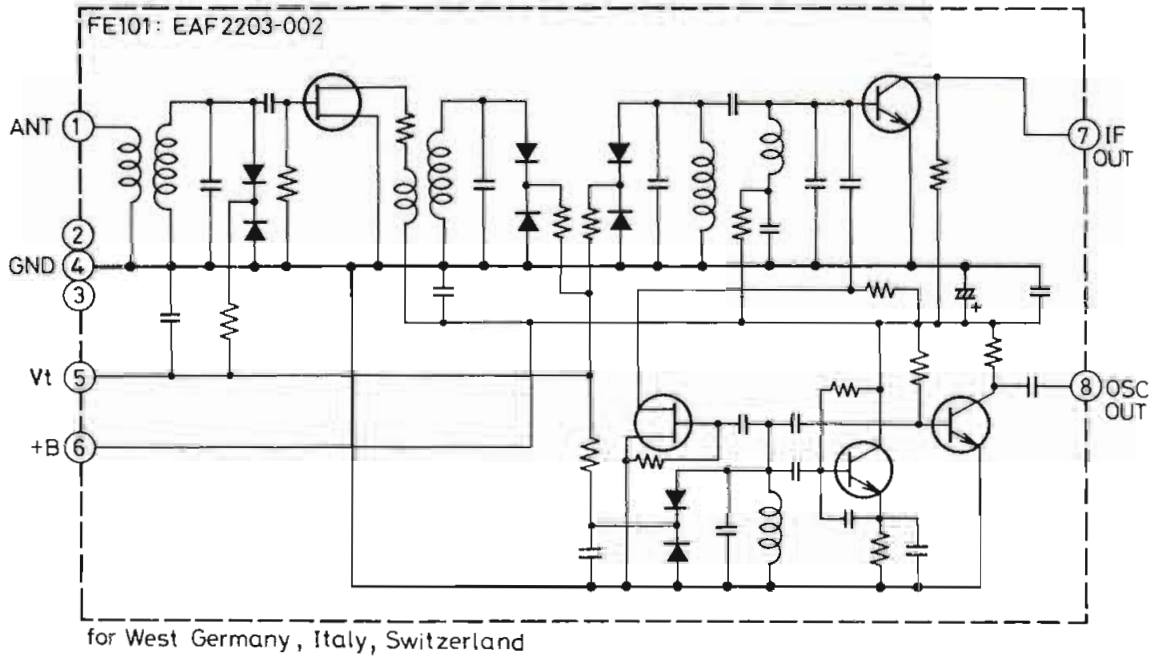 FE101: EAF2203-002
ANT 1
2
GND 4
3
Vt 5
+B 6
7 IF OUT
+
8 OSC OUT
for West Germany, Italy, Switzerland